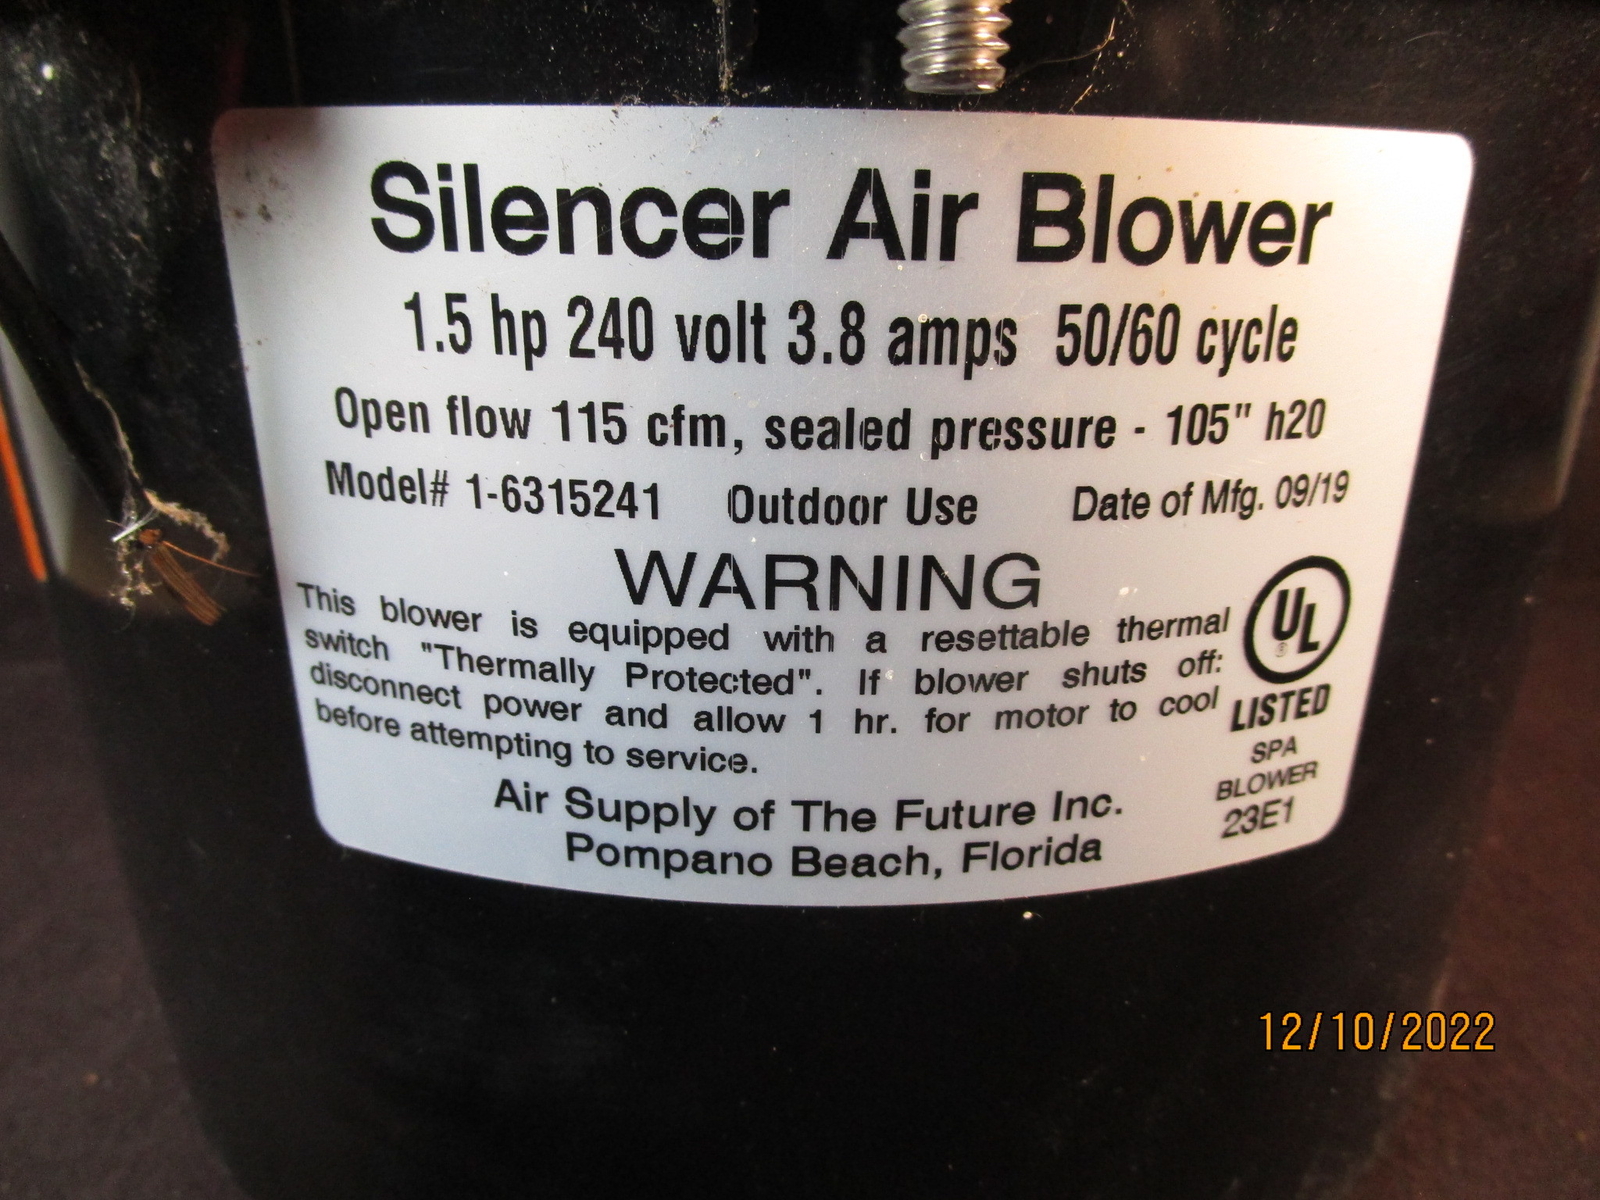 Silencer Air Blower
1.5 hp 240 volt 3.8 amps 50/60 cycle
Open flow 115 cfm, sealed pressure - 105" h20
Model# 1-6315241 Outdoor Use Date of Mfg. 09/19
WARNING
This blower is equipped with a resettable thermal
switch "Thermally Protected". If blower shuts off:
disconnect power and allow 1 hr. for motor to cool
before attempting to service.
UL
®
LISTED
SPA
BLOWER
23E1
Air Supply of The Future Inc.
Pompano Beach, Florida
12/10/2022